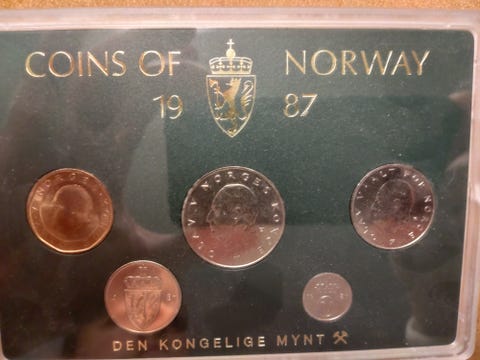 COINS OF NORWAY
19 87
DEN KONGELIGE MYNT